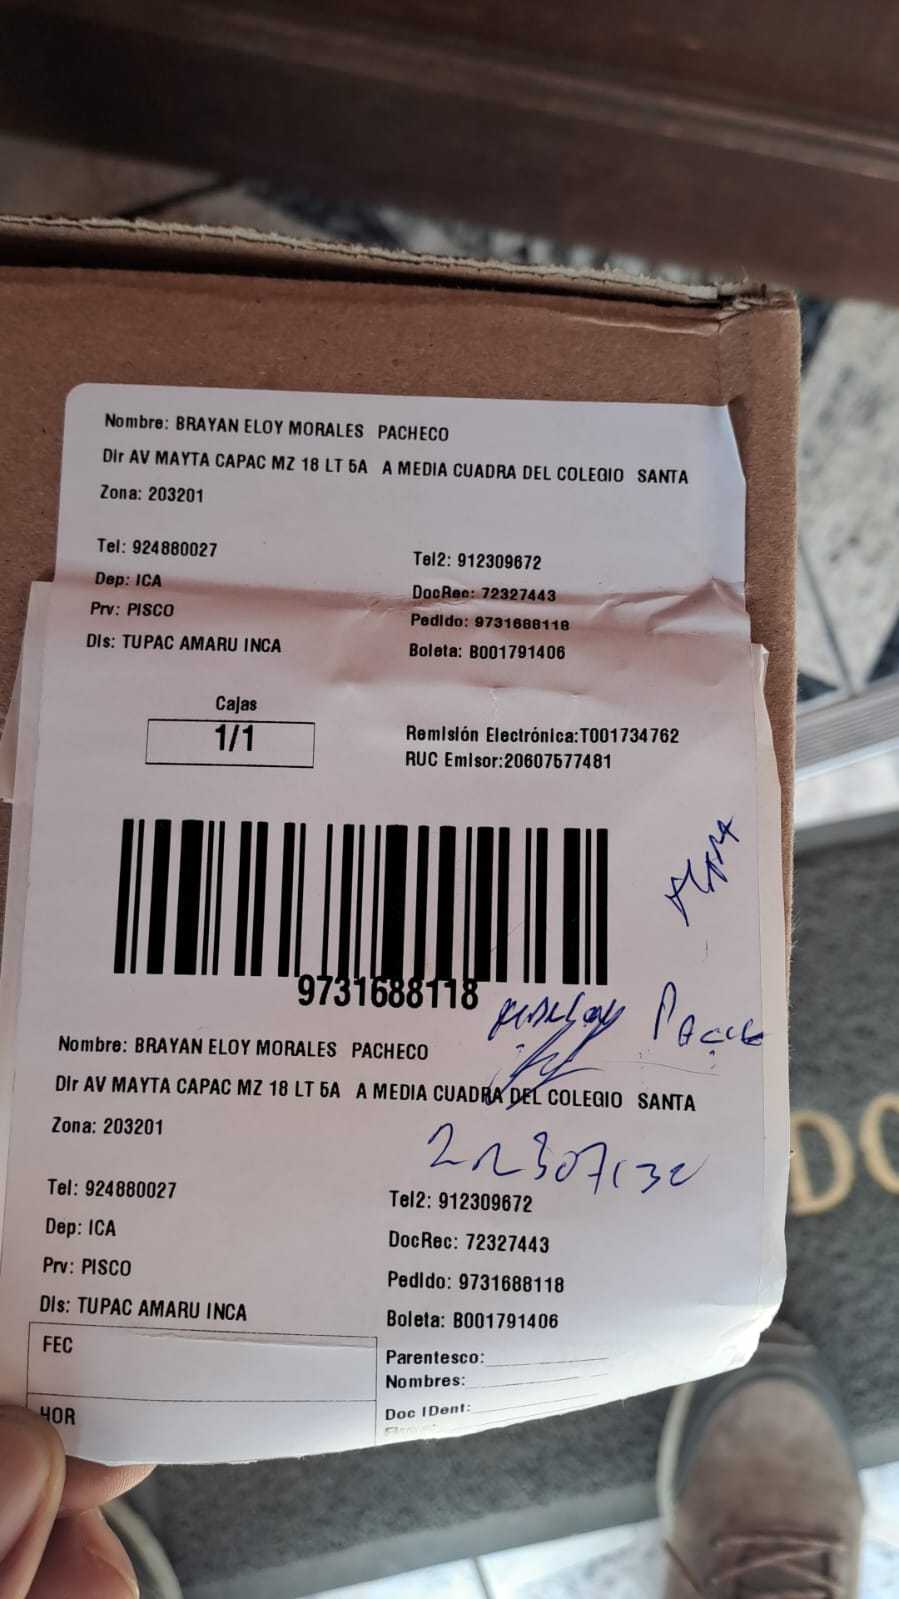 Nombre: BRAYAN ELOY MORALES PACHECO
Dir AV MAYTA CAPAC MZ 18 LT 5A A MEDIA CUADRA DEL COLEGIO SANTA
Zona: 203201
Tel: 924880027 Tel2: 912309672
Dep: ICA DocRec: 72327443
Prv: PISCO Pedido: 9731688118
Dis: TUPAC AMARU INCA Boleta: B001791406
Cajas
1/1
Remisión Electrónica:T001734762
RUC Emisor:20607577481
9731688118
Nombre: BRAYAN ELOY MORALES PACHECO
Dir AV MAYTA CAPAC MZ 18 LT 5A A MEDIA CUADRA DEL COLEGIO SANTA
Zona: 203201
Tel: 924880027 Tel2: 912309672
Dep: ICA DocRec: 72327443
Prv: PISCO Pedido: 9731688118
Dis: TUPAC AMARU INCA Boleta: B001791406
FEC
Parentesco:
Nombres:
HOR
Doc IDent:
DO